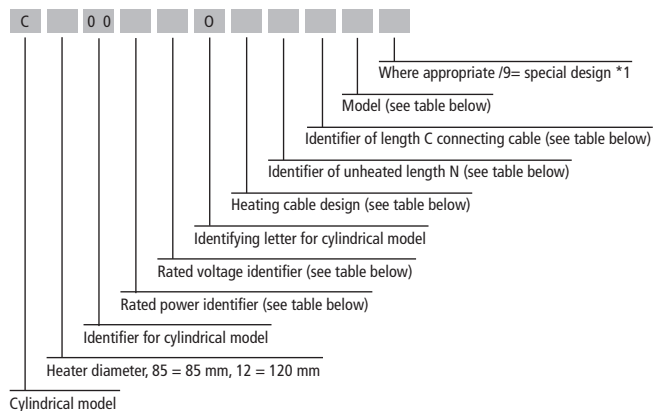 C 00 O
Where appropriate /9= special design *1
Model (see table below)
Identifier of length C connecting cable (see table below)
Identifier of unheated length N (see table below)
Heating cable design (see table below)
Identifying letter for cylindrical model
Rated voltage identifier (see table below)
Rated power identifier (see table below)
Identifier for cylindrical model
Heater diameter, 85 = 85 mm, 12 = 120 mm
Cylindrical model